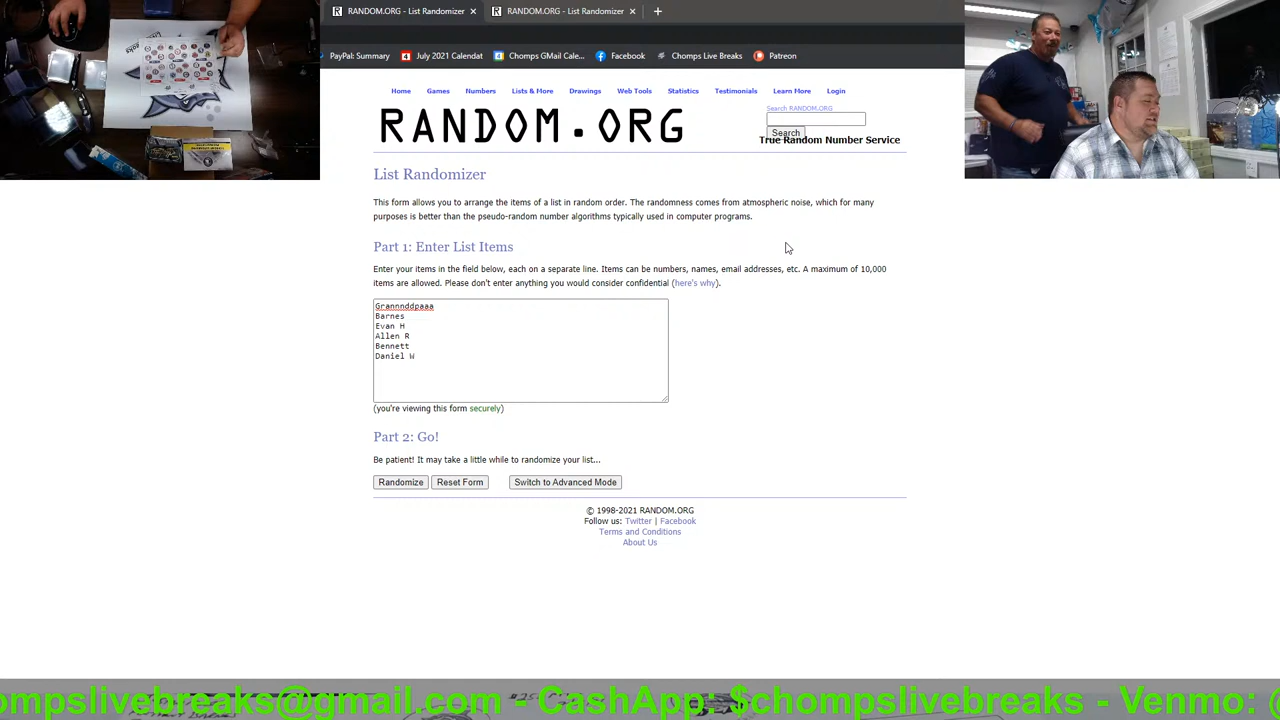 RANDOM.ORG - List Randomizer
RANDOM.ORG - List Randomizer
PayPal: Summary
July 2021 Calendat
Chomps GMail Cale...
Facebook
Chomps Live Breaks
Patreon
Home Games Numbers Lists & More Drawings Web Tools Statistics Testimonials Learn More Login
Search RANDOM.ORG
Search
RANDOM.ORG
True Random Number Service
List Randomizer
This form allows you to arrange the items of a list in random order. The randomness comes from atmospheric noise, which for many
purposes is better than the pseudo-random number algorithms typically used in computer programs.
Part 1: Enter List Items
Enter your items in the field below, each on a separate line. Items can be numbers, names, email addresses, etc. A maximum of 10,000
items are allowed. Please don't enter anything you would consider confidential (here's why).
Grannnddpaaa
Barnes
Evan H
Allen R
Bennett
Daniel W
(you're viewing this form securely)
Part 2: Go!
Be patient! It may take a little while to randomize your list...
Randomize Reset Form Switch to Advanced Mode
© 1998-2021 RANDOM.ORG
Follow us: Twitter | Facebook
Terms and Conditions
About Us
ompslivebreaks@gmail.com - CashApp: $chompslivebreaks - Venmo: @